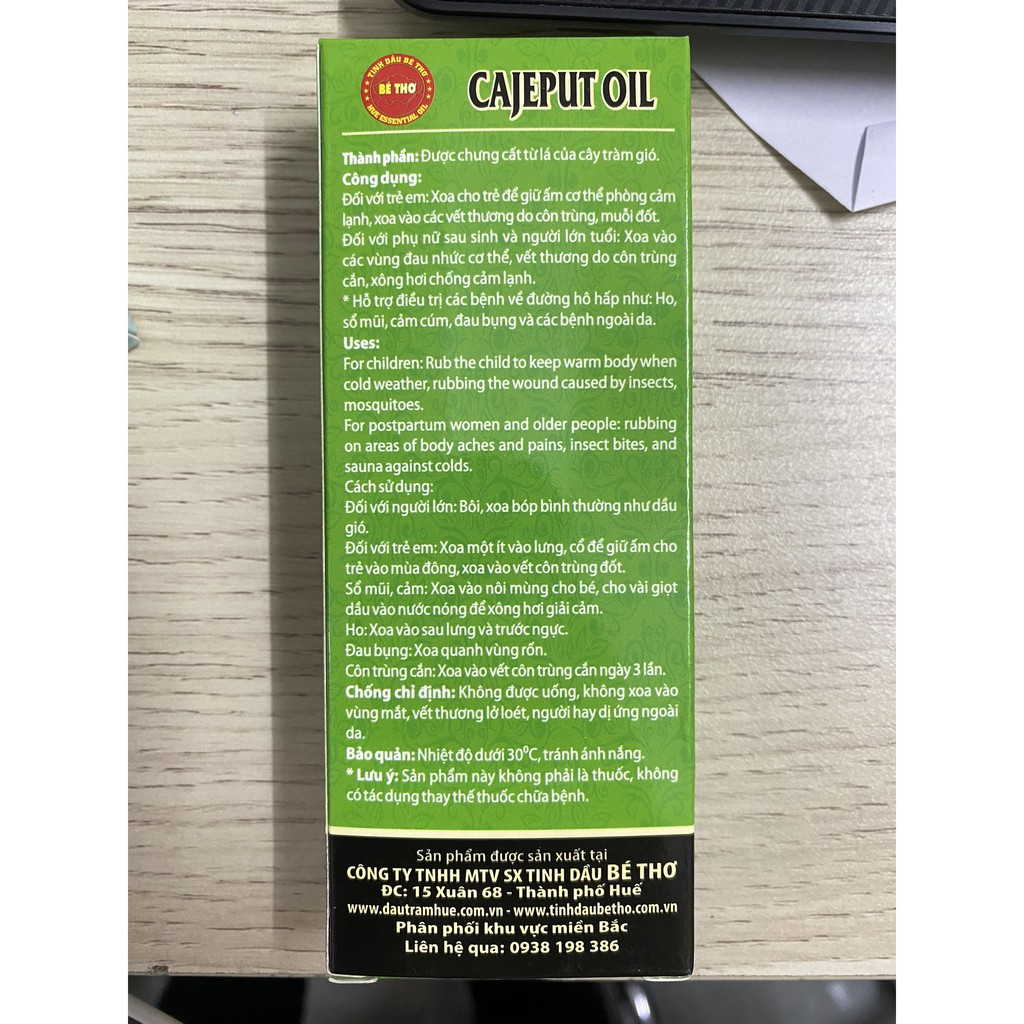 TINH DẦU BÉ THƠ
BÉ THƠ
HUE ESSENTIAL OIL
CAJEPUT OIL
Thành phần: Được chưng cất từ lá của cây tràm gió.
Công dụng:
Đối với trẻ em: Xoa cho trẻ để giữ ấm cơ thể phòng cảm
lạnh, xoa vào các vết thương do côn trùng, muỗi đốt.
Đối với phụ nữ sau sinh và người lớn tuổi: Xoa vào
các vùng đau nhức cơ thể, vết thương do côn trùng
cắn, xông hơi chống cảm lạnh.
* Hỗ trợ điều trị các bệnh về đường hô hấp như: Ho,
sổ mũi, cảm cúm, đau bụng và các bệnh ngoài da.
Uses:
For children: Rub the child to keep warm body when
cold weather, rubbing the wound caused by insects,
mosquitoes.
For postpartum women and older people: rubbing
on areas of body aches and pains, insect bites, and
sauna against colds.
Cách sử dụng:
Đối với người lớn: Bôi, xoa bóp bình thường như dầu
gió.
Đối với trẻ em: Xoa một ít vào lưng, cổ để giữ ấm cho
trẻ vào mùa đông, xoa vào vết côn trùng đốt.
Sổ mũi, cảm: Xoa vào nôi mùng cho bé, cho vài giọt
dầu vào nước nóng để xông hơi giải cảm.
Ho: Xoa vào sau lưng và trước ngực.
Đau bụng: Xoa quanh vùng rốn.
Côn trùng cắn: Xoa vào vết côn trùng cắn ngày 3 lần.
Chống chỉ định: Không được uống, không xoa vào
vùng mắt, vết thương lở loét, người hay dị ứng ngoài
da.
Bảo quản: Nhiệt độ dưới 30⁰C, tránh ánh nắng.
* Lưu ý: Sản phẩm này không phải là thuốc, không
có tác dụng thay thế thuốc chữa bệnh.
Sản phẩm được sản xuất tại
CÔNG TY TNHH MTV SX TINH DẦU BÉ THƠ
ĐC: 15 Xuân 68 - Thành phố Huế
www.dautramhue.com.vn - www.tinhdaubetho.com.vn
Phân phối khu vực miền Bắc
Liên hệ qua: 0938 198 386